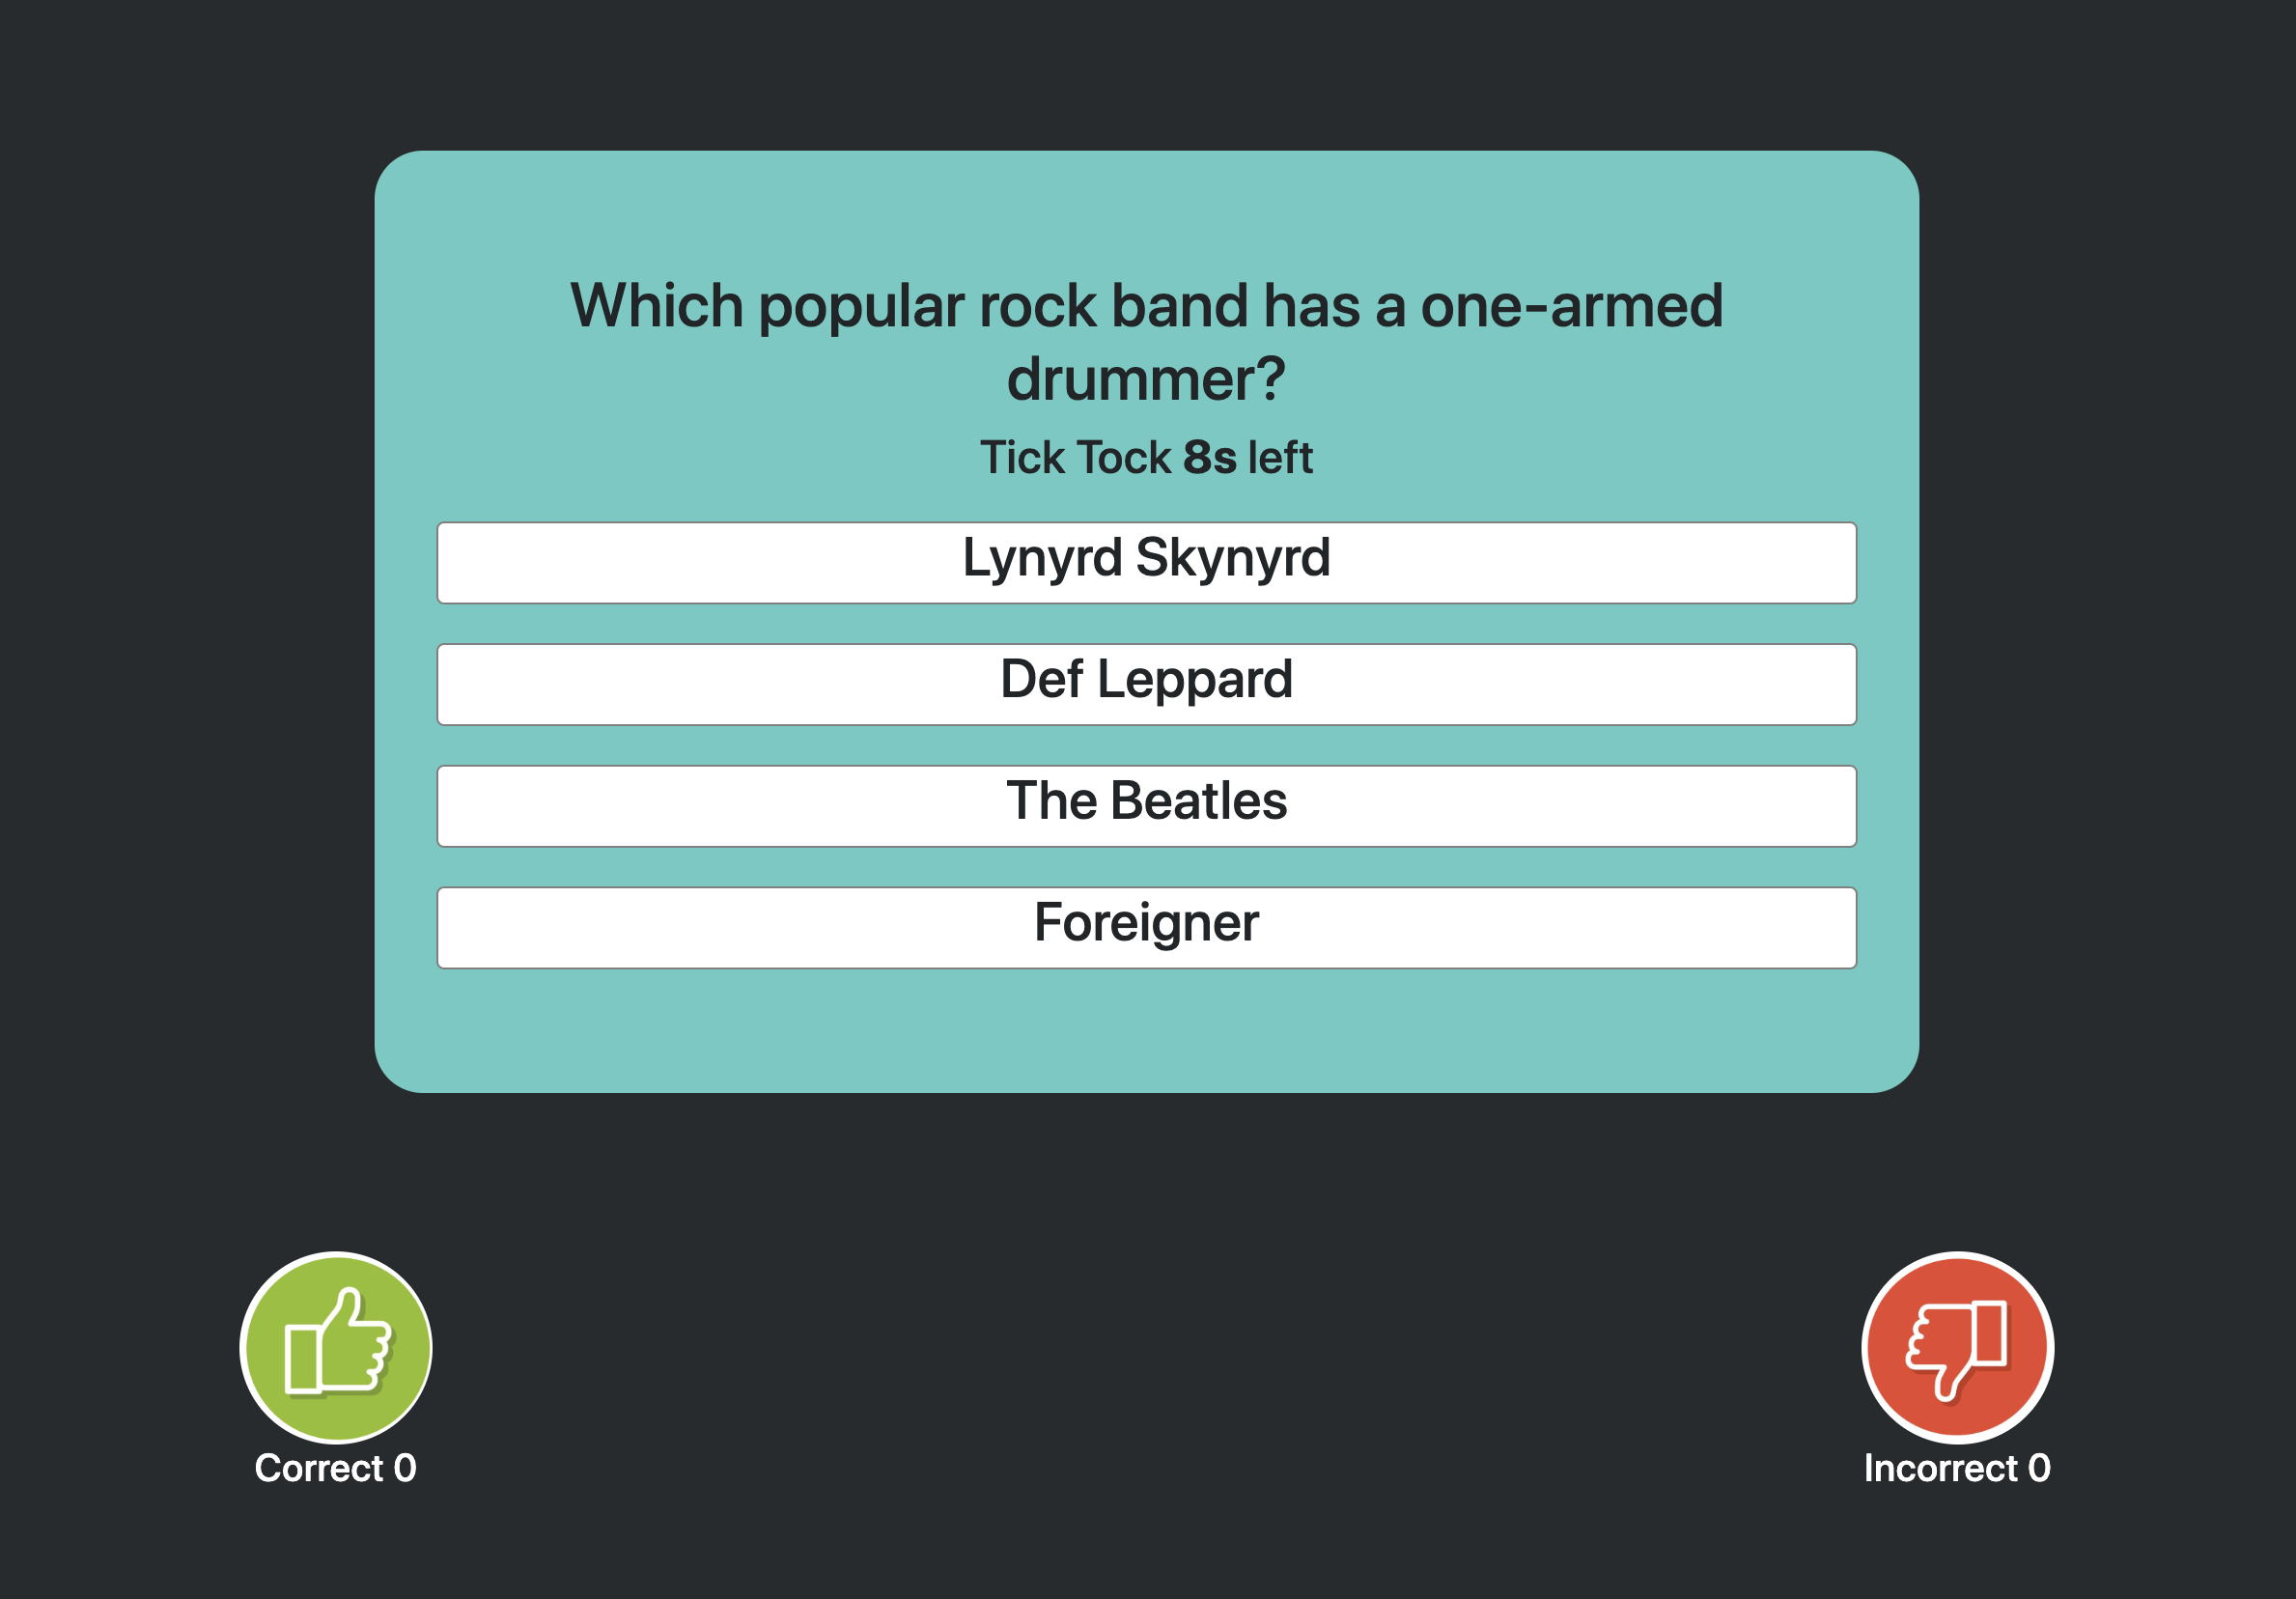 Which popular rock band has a one-armed
drummer?
Tick Tock 8s left
Lynyrd Skynyrd
Def Leppard
The Beatles
Foreigner
Correct 0
Incorrect 0